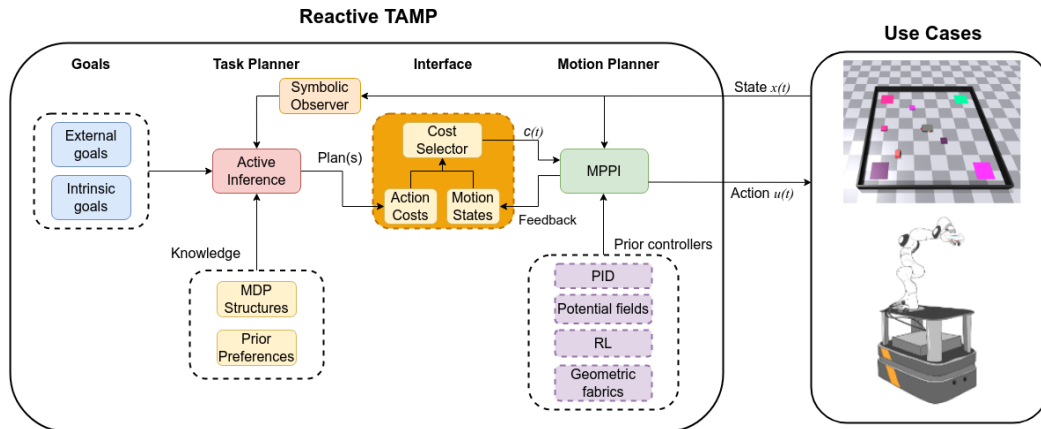 Reactive TAMP
Use Cases
Goals
Task Planner
Interface
Motion Planner
Symbolic
Observer
State x(t)
External
goals
Intrinsic
goals
Active
Inference
Plan(s)
Cost
Selector
c(t)
Action
Costs
Motion
States
MPPI
Feedback
Action u(t)
Knowledge
MDP
Structures
Prior
Preferences
Prior controllers
PID
Potential fields
RL
Geometric
fabrics